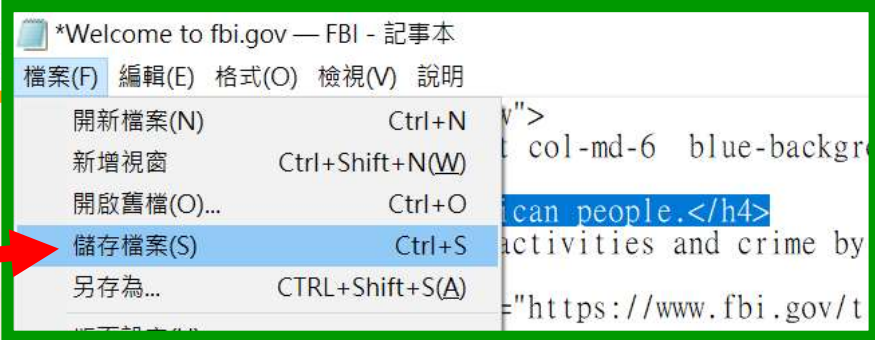 *Welcome to fbi.gov — FBI - 記事本
檔案(F) 編輯(E) 格式(O) 檢視(V) 說明
開新檔案(N) Ctrl+N
新增視窗 Ctrl+Shift+N(W)
開啟舊檔(O)... Ctrl+O
儲存檔案(S) Ctrl+S
另存為... CTRL+Shift+S(A)
">
col-md-6 blue-backgr
ican people.</h4>
activities and crime by
="https://www.fbi.gov/t